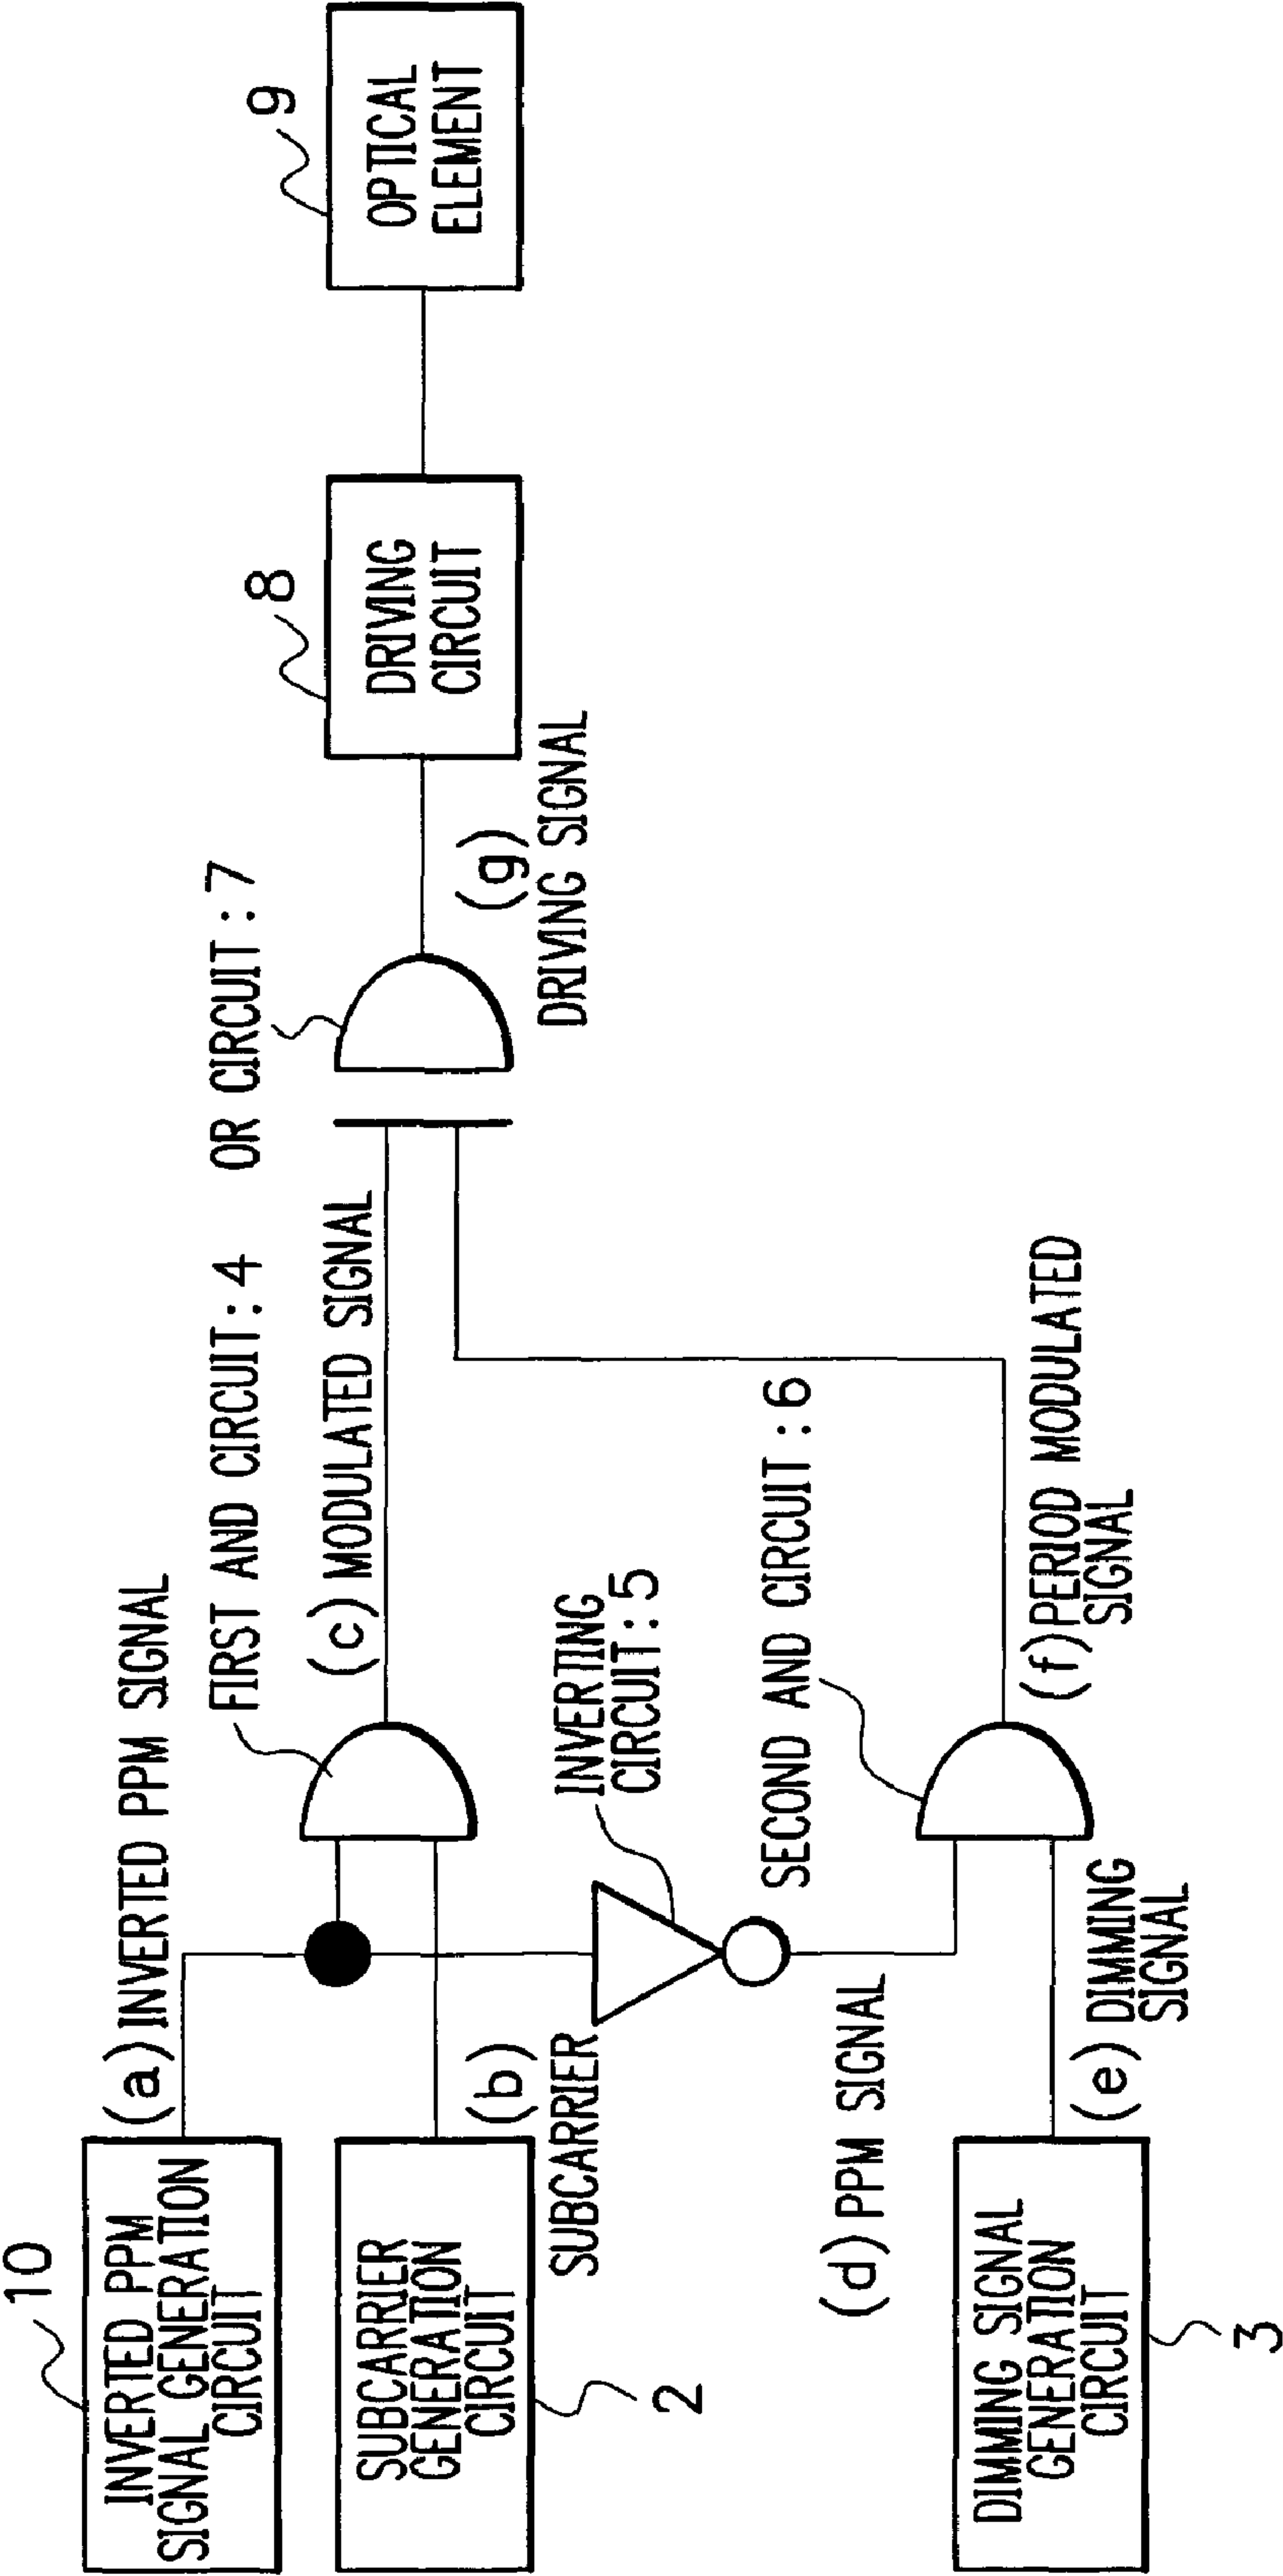 10
INVERTED PPM
SIGNAL GENERATION
CIRCUIT
(a) INVERTED PPM SIGNAL
FIRST AND CIRCUIT:4
OR CIRCUIT:7
8
9
SUBCARRIER
GENERATION
CIRCUIT
2
(b)
SUBCARRIER
(c) MODULATED SIGNAL
DRIVING
CIRCUIT
OPTICAL
ELEMENT
(g)
DRIVING SIGNAL
INVERTING
CIRCUIT:5
SECOND AND CIRCUIT:6
(d) PPM SIGNAL
DIMMING SIGNAL
GENERATION
CIRCUIT
3
(e) DIMMING
SIGNAL
(f) PERIOD MODULATED
SIGNAL